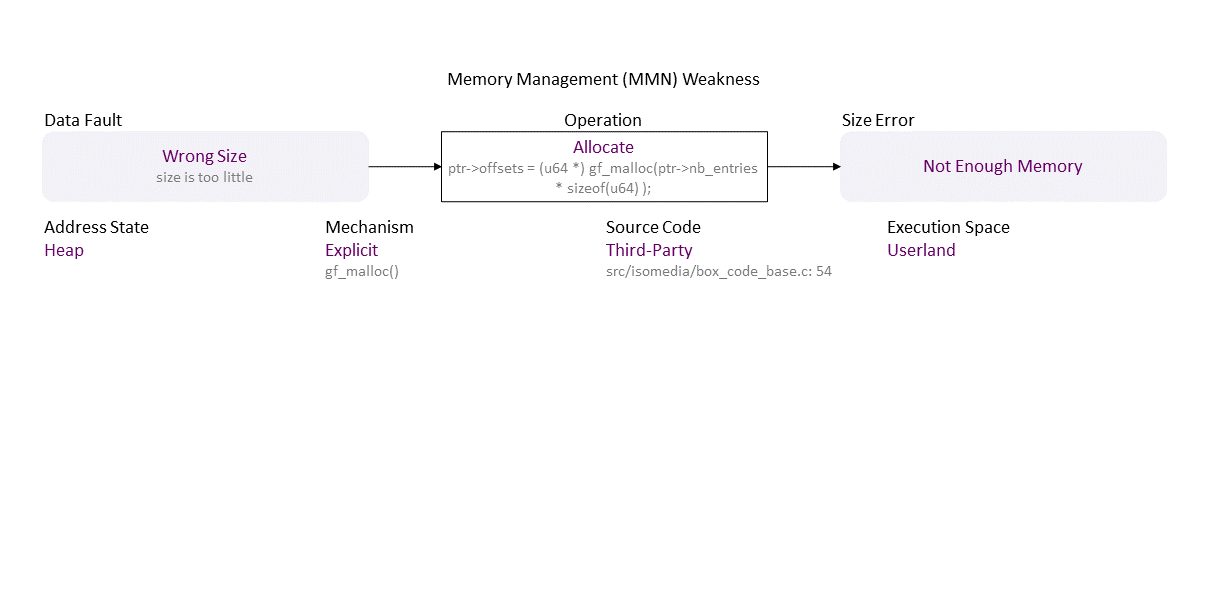 Memory Management (MMN) Weakness
Data Fault
Operation
Size Error
Wrong Size
size is too little
Allocate
ptr->offsets = (u64 *) gf_malloc(ptr->nb_entries
* sizeof(u64) );
Not Enough Memory
Address State
Heap
Mechanism
Explicit
gf_malloc()
Source Code
Third-Party
src/isomedia/box_code_base.c: 54
Execution Space
Userland